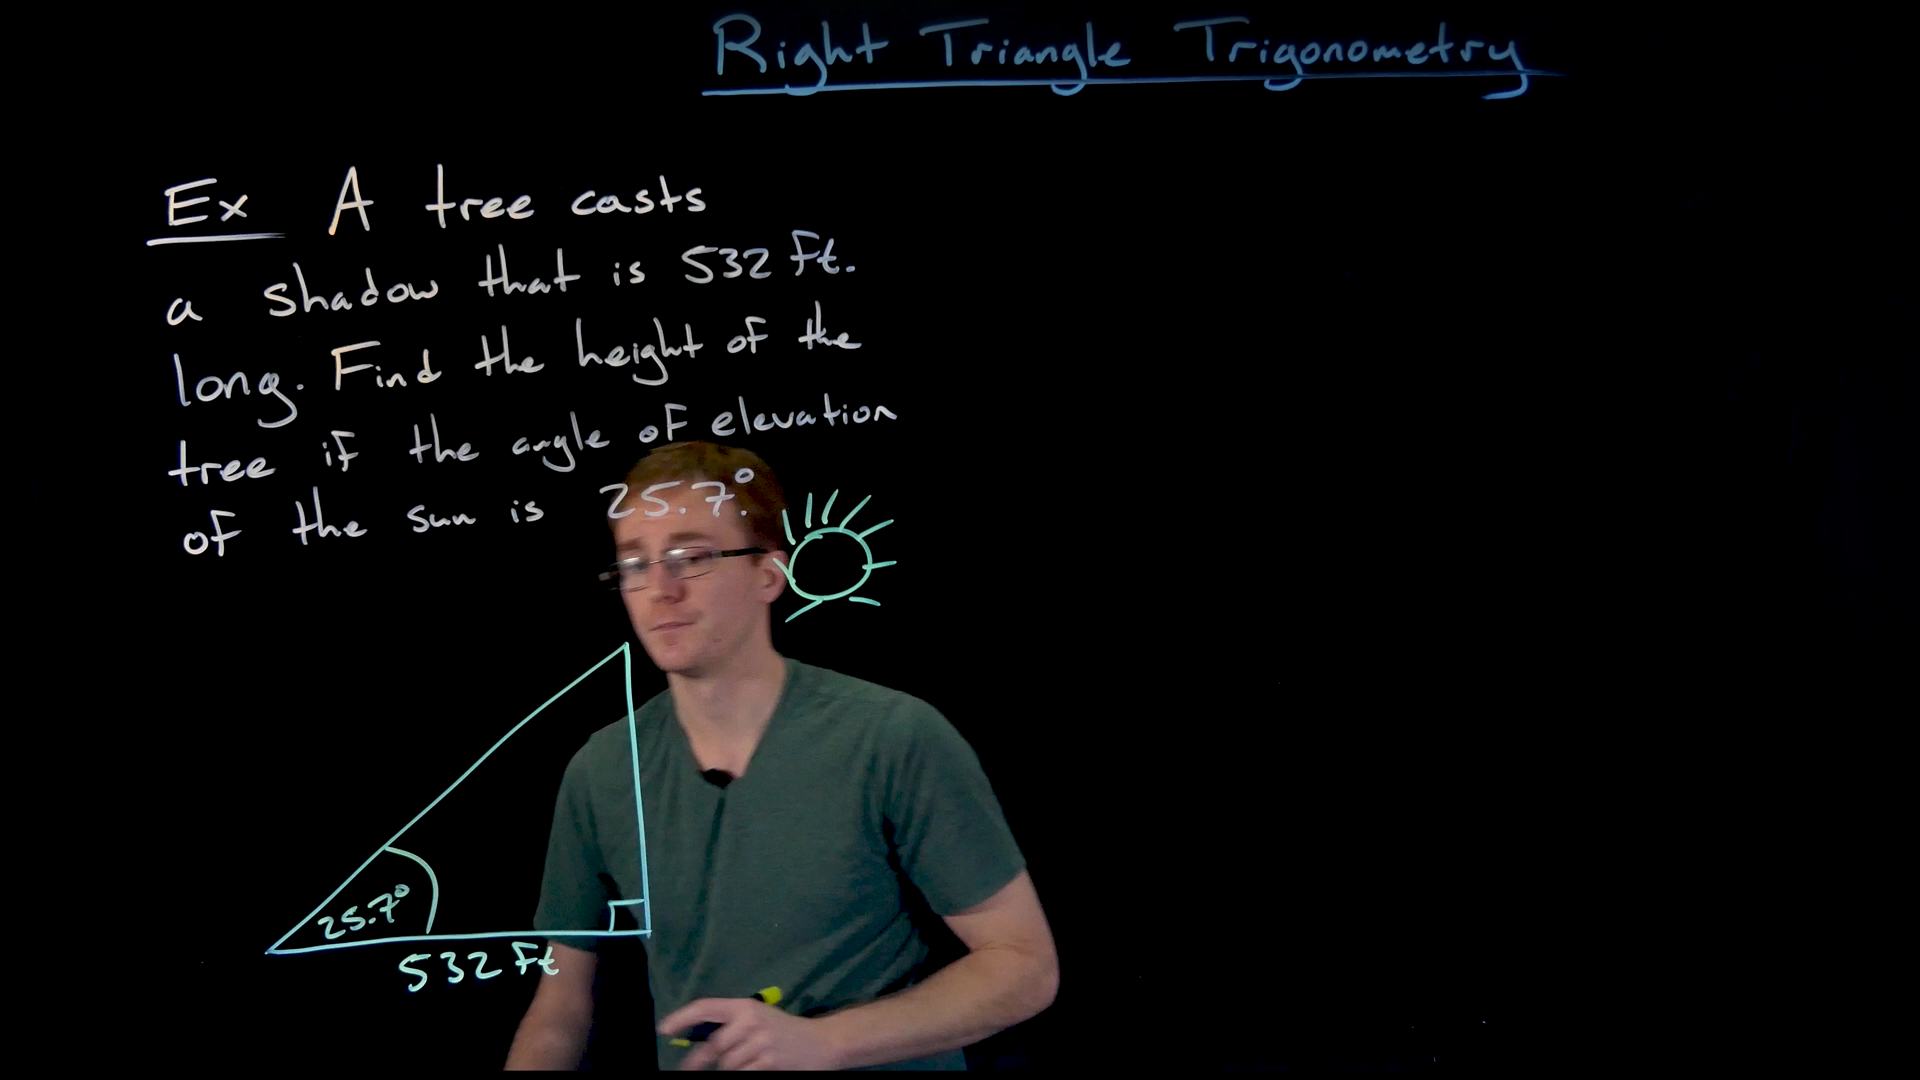 Right Triangle Trigonometry
Ex A tree casts
a shadow that is 532 ft.
long. Find the height of the
tree if the angle of elevation
of the sun is 25.7°.
25.7°
532 ft